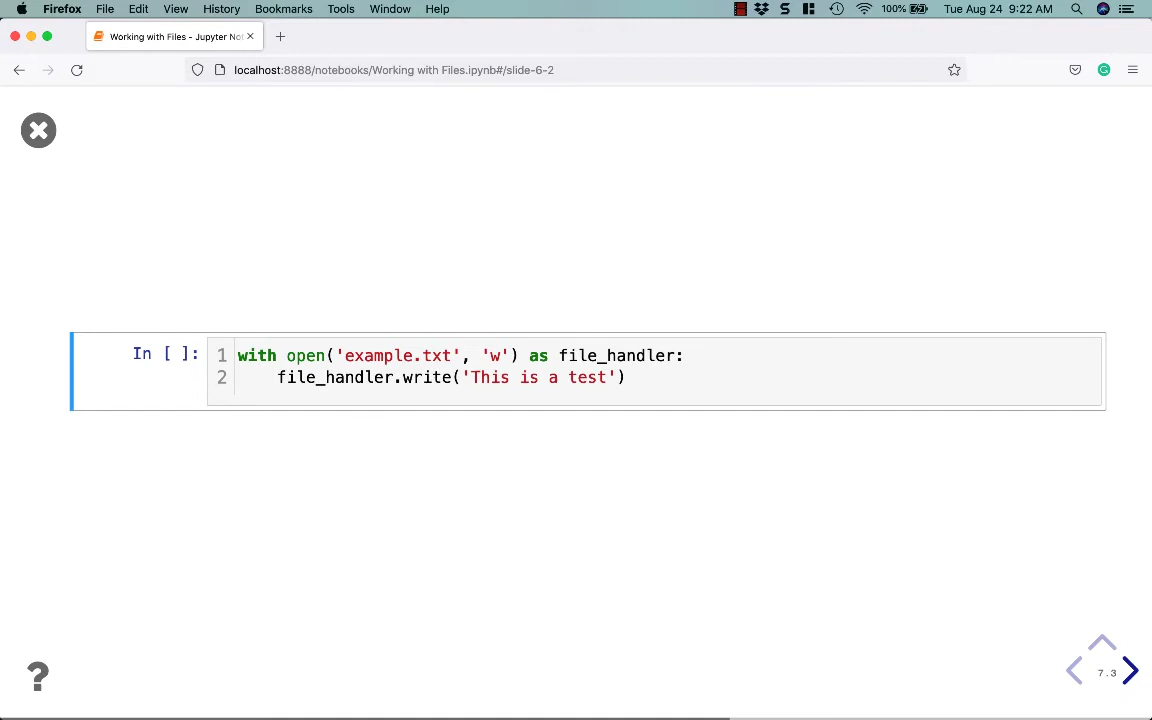 Firefox File Edit View History Bookmarks Tools Window Help 100% Tue Aug 24 9:22 AM
Working with Files - Jupyter No
localhost:8888/notebooks/Working with Files.ipynb#/slide-6-2
In [ ]: 1 with open('example.txt', 'w') as file_handler:
2 file_handler.write('This is a test')
?
7.3